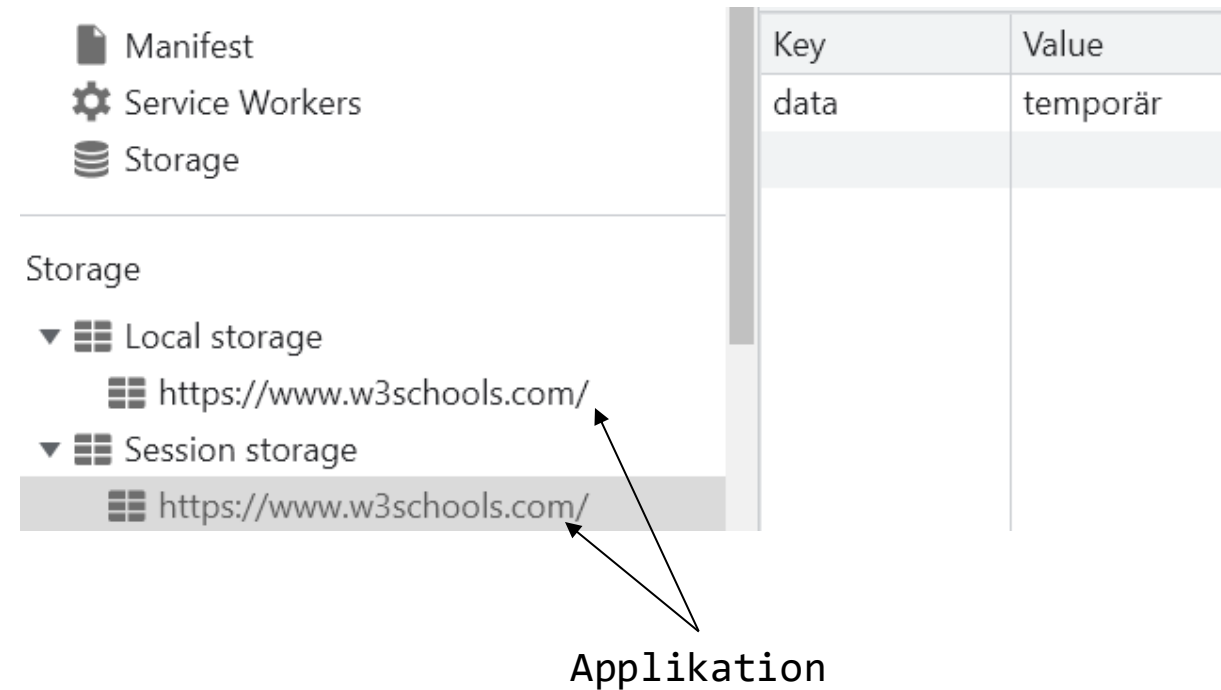 Manifest
Service Workers
Storage
Storage
Local storage
https://www.w3schools.com/
Session storage
https://www.w3schools.com/
Key Value
data temporär
Applikation